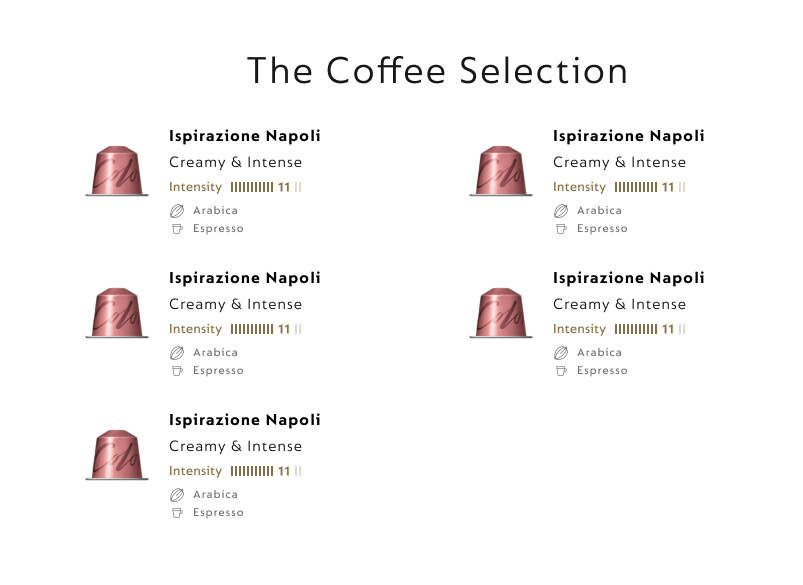 The Coffee Selection
Ispirazione Napoli
Creamy & Intense
Intensity 11
Arabica
Espresso
Ispirazione Napoli
Creamy & Intense
Intensity 11
Arabica
Espresso
Ispirazione Napoli
Creamy & Intense
Intensity 11
Arabica
Espresso
Ispirazione Napoli
Creamy & Intense
Intensity 11
Arabica
Espresso
Ispirazione Napoli
Creamy & Intense
Intensity 11
Arabica
Espresso